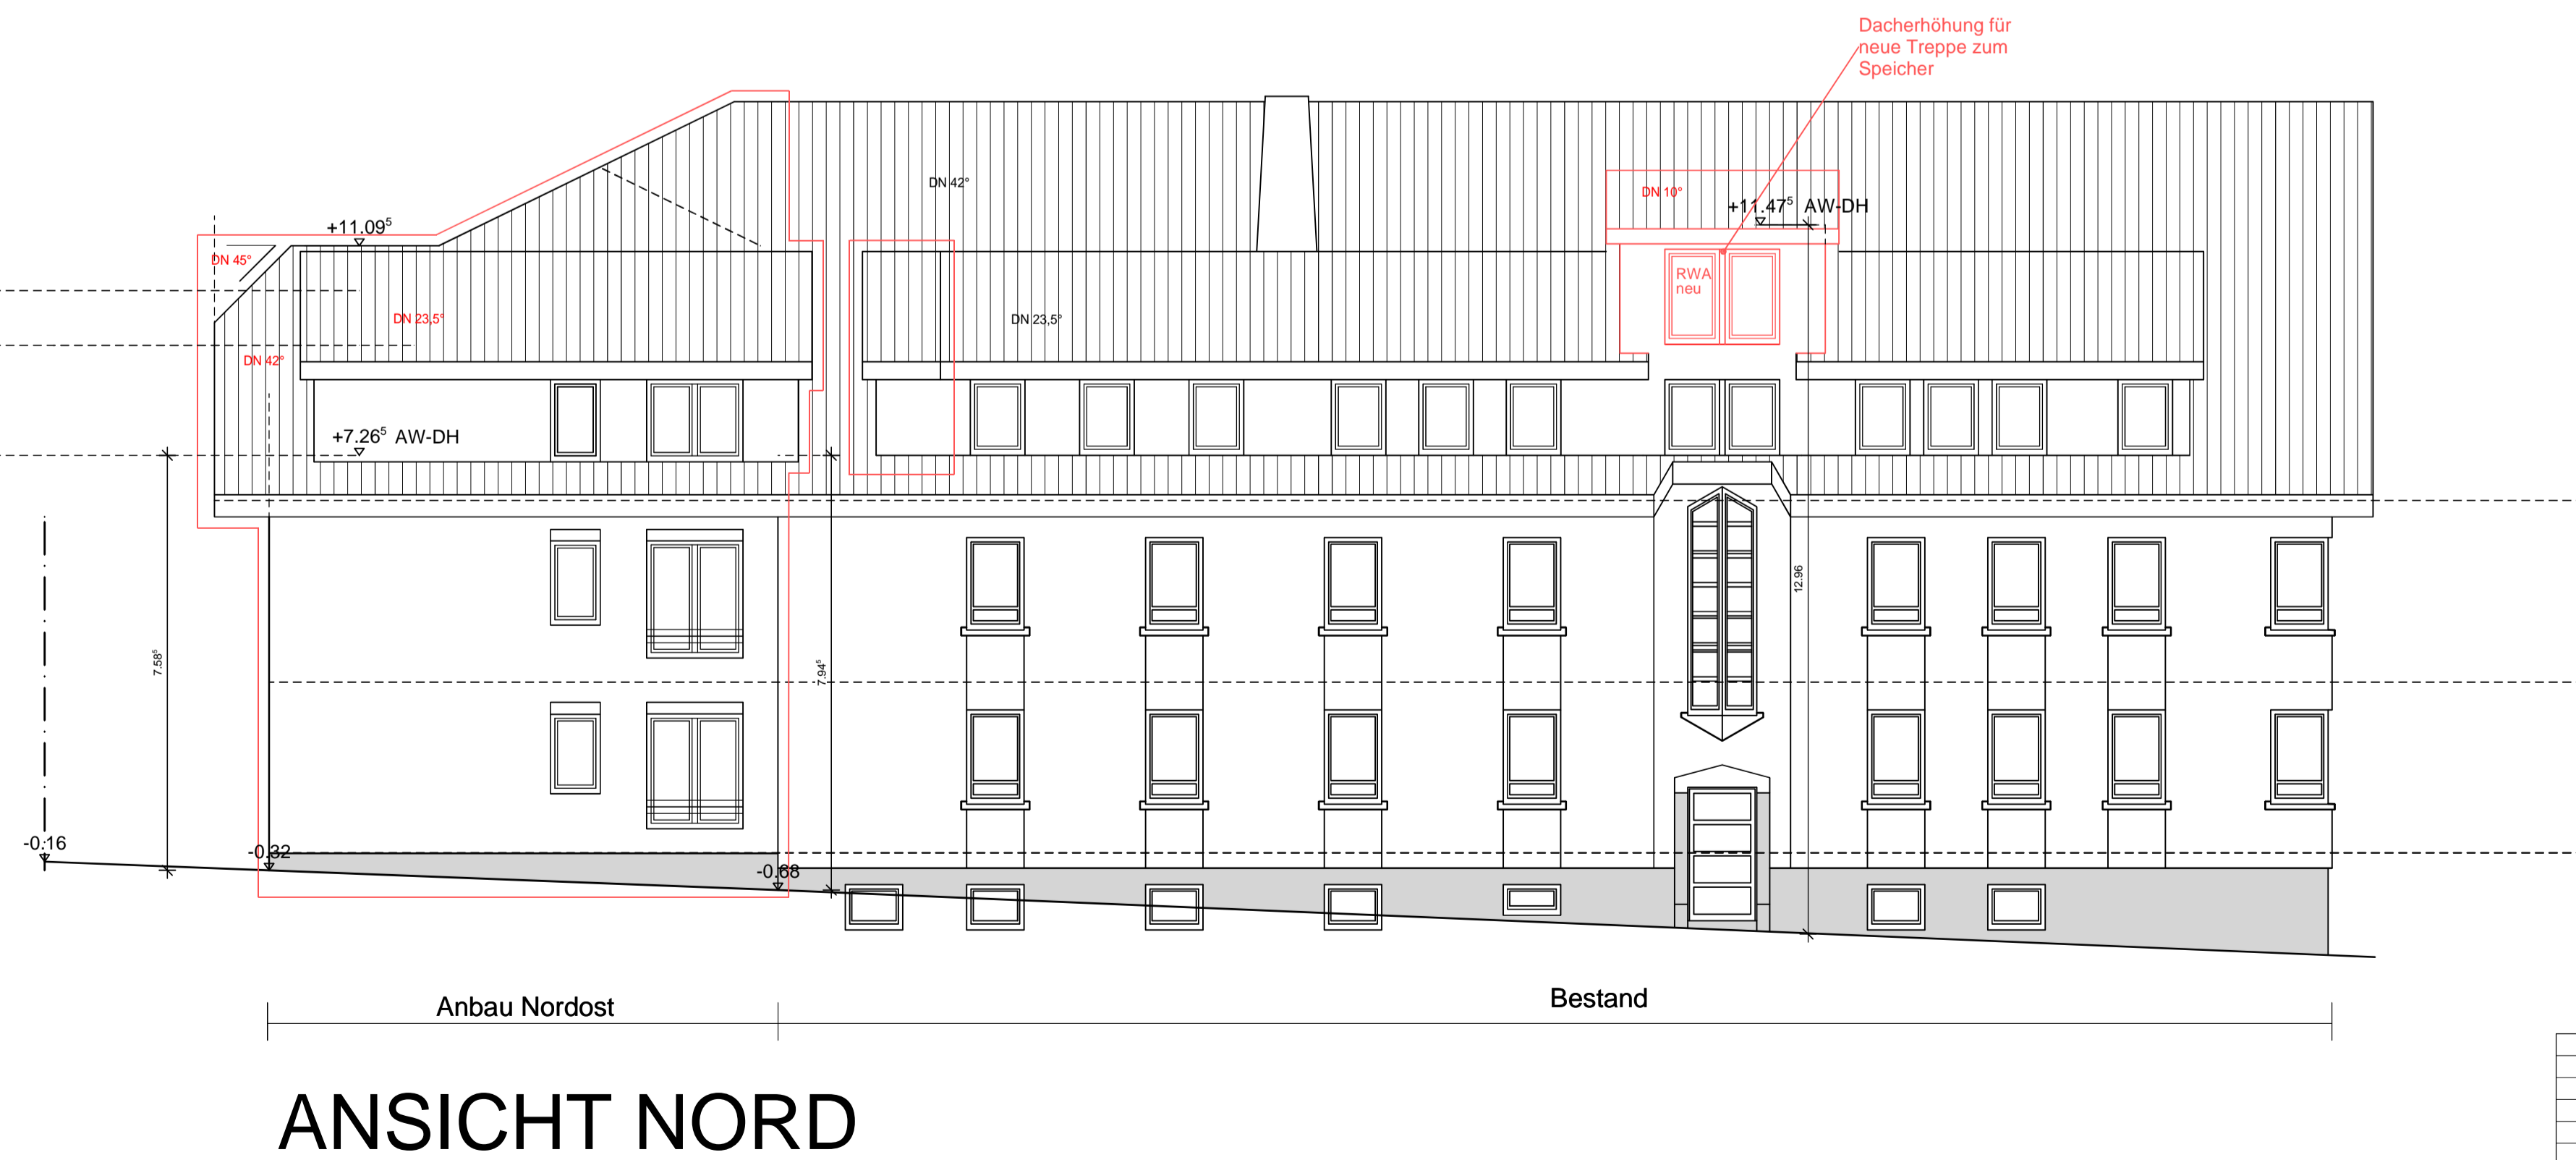 Dacherhöhung für
neue Treppe zum
Speicher
DN 42°
DN 10°
+11.47⁵ AW-DH
+11.09⁵
DN 45°
RWA
neu
DN 23,5°
DN 23,5°
DN 42°
+7.26⁵ AW-DH
12.96
7.58⁵
7.94⁵
-0.16
-0.32
-0.68
Anbau Nordost
Bestand
ANSICHT NORD